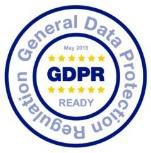 General Data Protection Regulation
May 2018
GDPR
READY